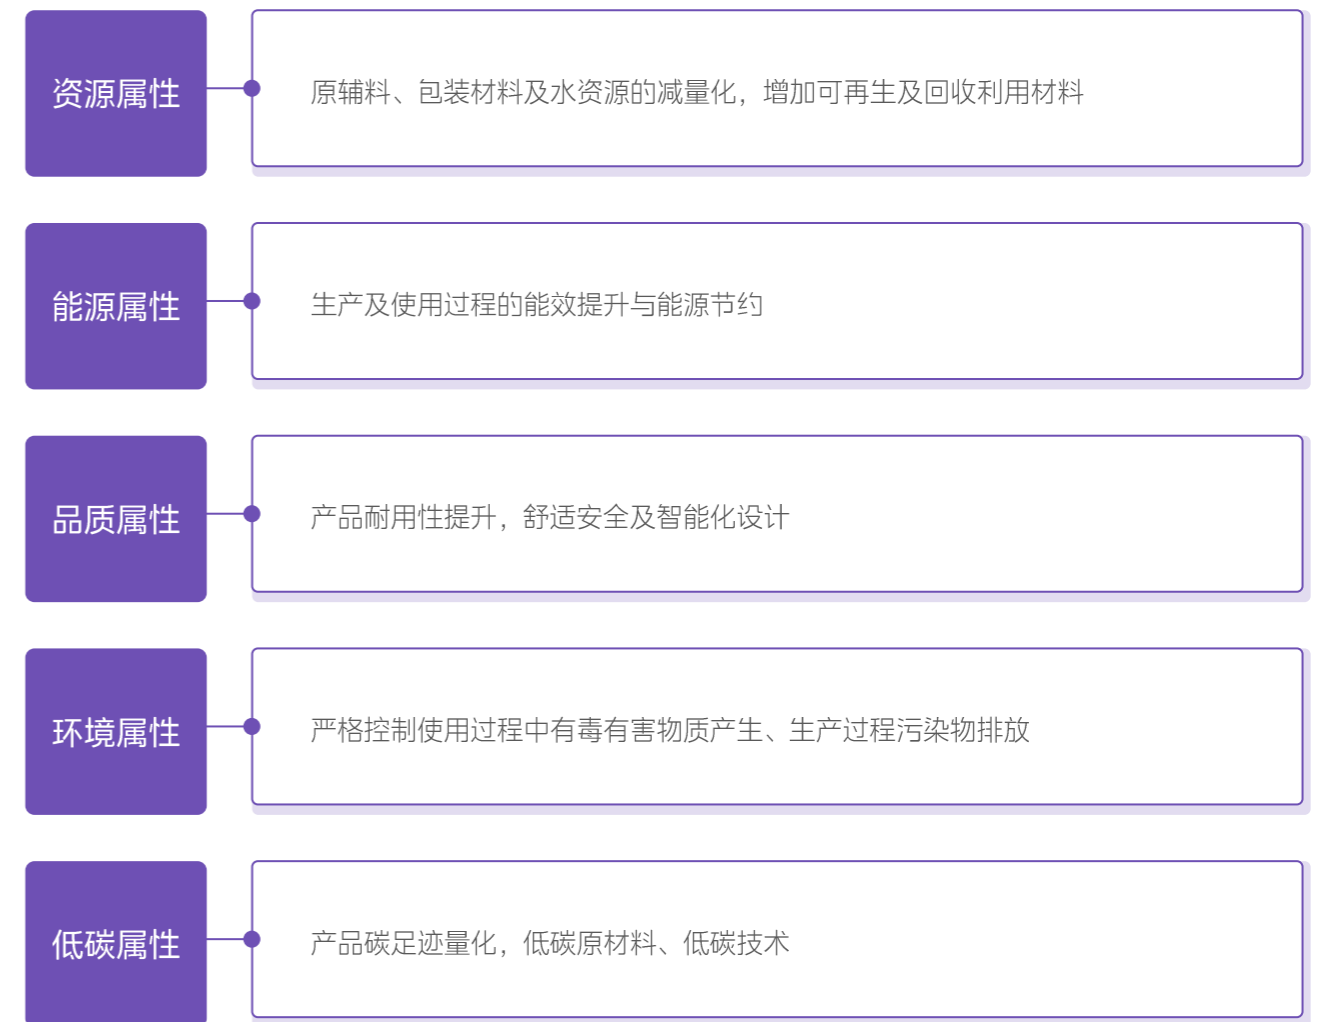 资源属性
原辅料、包装材料及水资源的减量化，增加可再生及回收利用材料
能源属性
生产及使用过程的能效提升与能源节约
品质属性
产品耐用性提升，舒适安全及智能化设计
环境属性
严格控制使用过程中有毒有害物质产生、生产过程污染物排放
低碳属性
产品碳足迹量化，低碳原材料、低碳技术